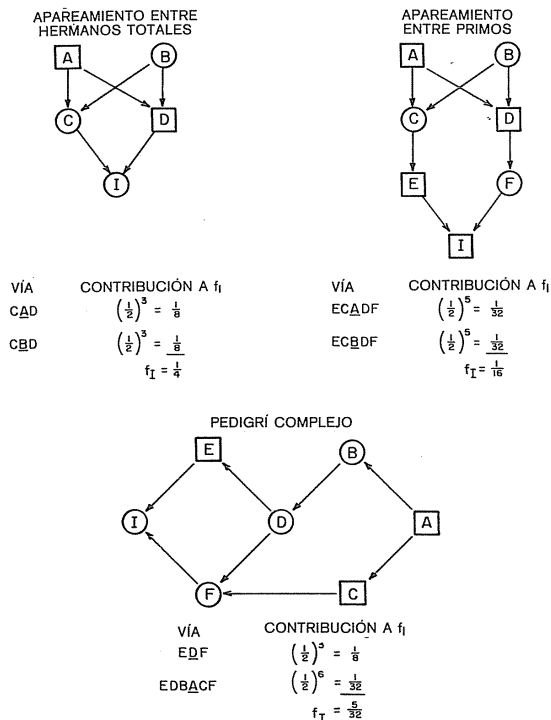 APAREAMIENTO ENTRE
HERMANOS TOTALES
A B
C D
I
VÍA CONTRIBUCIÓN A fI
CAD (1/2)^3 = 1/8
CBD (1/2)^3 = 1/8
fI = 1/4
APAREAMIENTO
ENTRE PRIMOS
A B
C D
E F
I
VÍA CONTRIBUCIÓN A fI
ECADF (1/2)^5 = 1/32
ECBDF (1/2)^5 = 1/32
fI = 1/16
PEDIGRÍ COMPLEJO
E B
I D A
F C
VÍA CONTRIBUCIÓN A fI
EDF (1/2)^3 = 1/8
EDBACF (1/2)^6 = 1/32
fI = 5/32